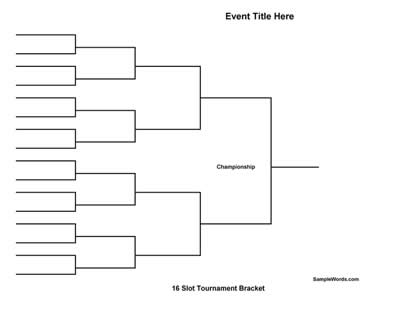 Event Title Here
Championship
SampleWords.com
16 Slot Tournament Bracket